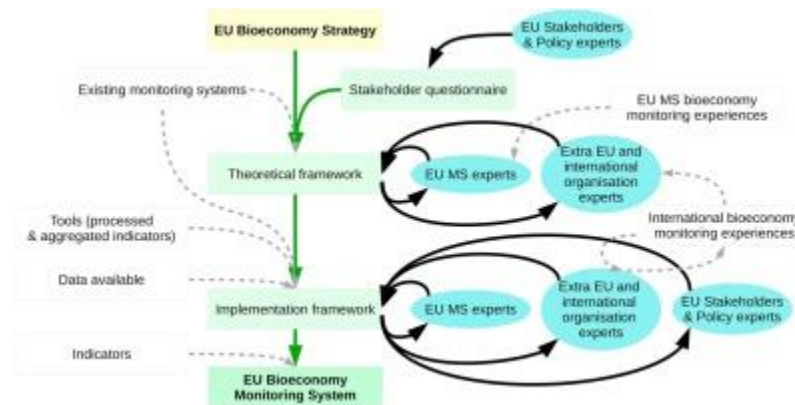 EU Bioeconomy Strategy
EU Stakeholders
& Policy experts
Existing monitoring systems
Stakeholder questionnaire
EU MS bioeconomy
monitoring experiences
Theoretical framework
EU MS experts
Extra EU and
international
organisation
experts
Tools (processed
& aggregated indicators)
International bioeconomy
monitoring experiences
Data available
Implementation framework
EU MS experts
Extra EU and
international
organisation
experts
EU Stakeholders
& Policy experts
Indicators
EU Bioeconomy
Monitoring System